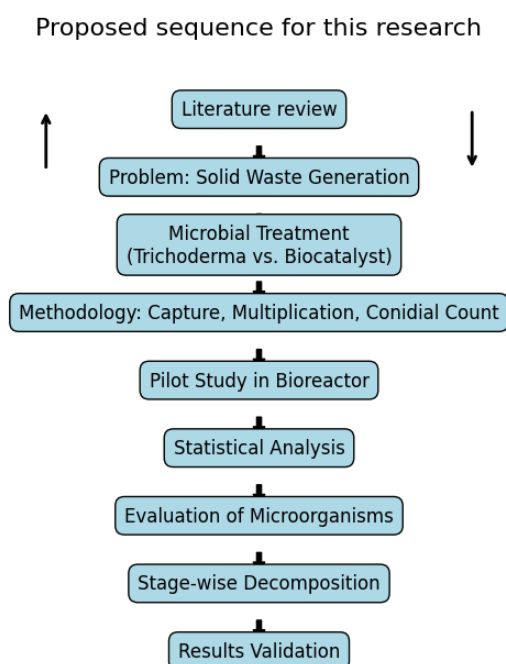 Proposed sequence for this research
Literature review
Problem: Solid Waste Generation
Microbial Treatment
(Trichoderma vs. Biocatalyst)
Methodology: Capture, Multiplication, Conidial Count
Pilot Study in Bioreactor
Statistical Analysis
Evaluation of Microorganisms
Stage-wise Decomposition
Results Validation